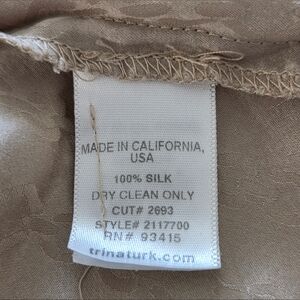 MADE IN CALIFORNIA,
USA
100% SILK
DRY CLEAN ONLY
CUT# 2693
STYLE# 2117700
RN# 93415
trinaturk.com